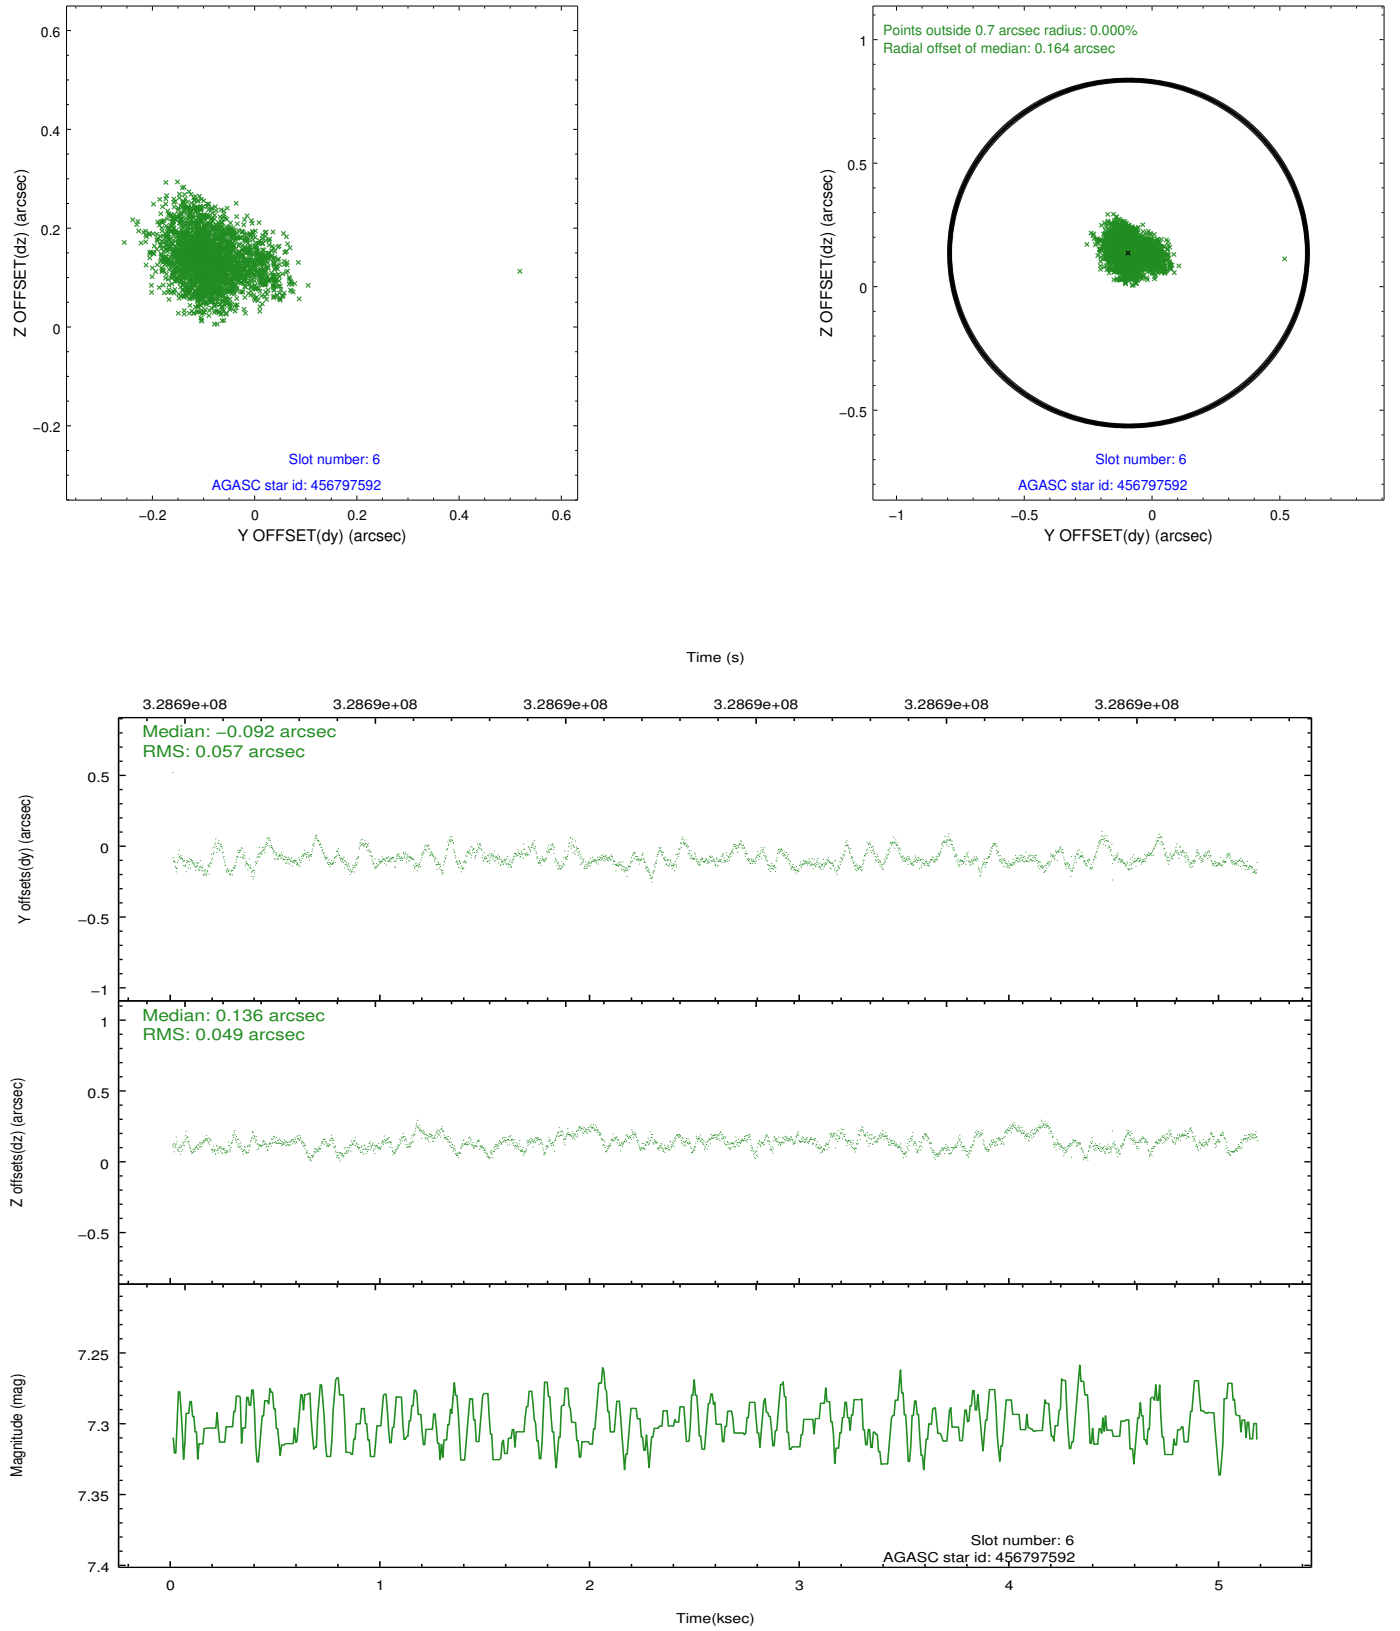 0.6
0.4
0.2
0
−0.2
Z OFFSET(dz) (arcsec)
Slot number: 6
AGASC star id: 456797592
−0.2 0 0.2 0.4 0.6
Y OFFSET(dy) (arcsec)
Points outside 0.7 arcsec radius: 0.000%
Radial offset of median: 0.164 arcsec
1
0.5
0
−0.5
Z OFFSET(dz) (arcsec)
Slot number: 6
AGASC star id: 456797592
−1 −0.5 0 0.5
Y OFFSET(dy) (arcsec)
Time (s)
3.2869e+08 3.2869e+08 3.2869e+08 3.2869e+08 3.2869e+08 3.2869e+08
Median: −0.092 arcsec
RMS: 0.057 arcsec
0.5
0
−0.5
−1
Y offsets(dy) (arcsec)
Median: 0.136 arcsec
RMS: 0.049 arcsec
1
0.5
0
−0.5
Z offsets(dz) (arcsec)
7.25
7.3
7.35
7.4
Magnitude (mag)
Slot number: 6
AGASC star id: 456797592
0 1 2 3 4 5
Time(ksec)